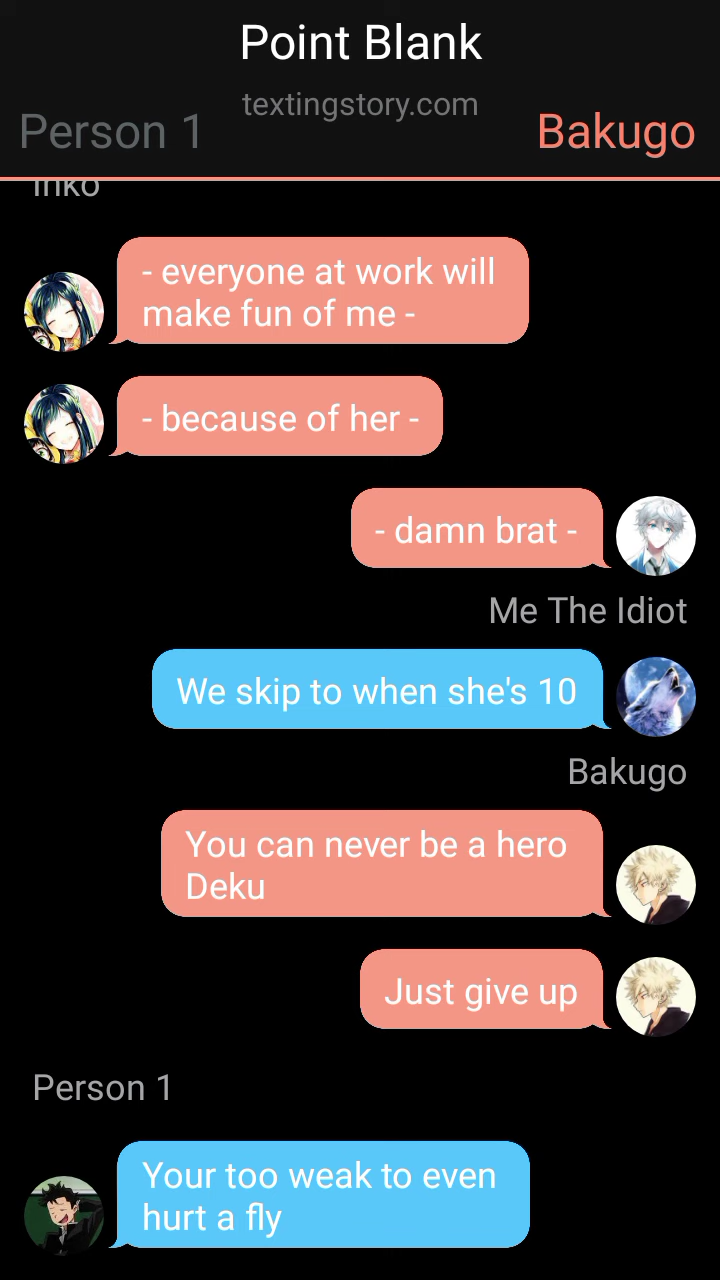 Point Blank
textingstory.com
Person 1
Bakugo
Inko
- everyone at work will
make fun of me -
- because of her -
- damn brat -
Me The Idiot
We skip to when she's 10
Bakugo
You can never be a hero
Deku
Just give up
Person 1
Your too weak to even
hurt a fly